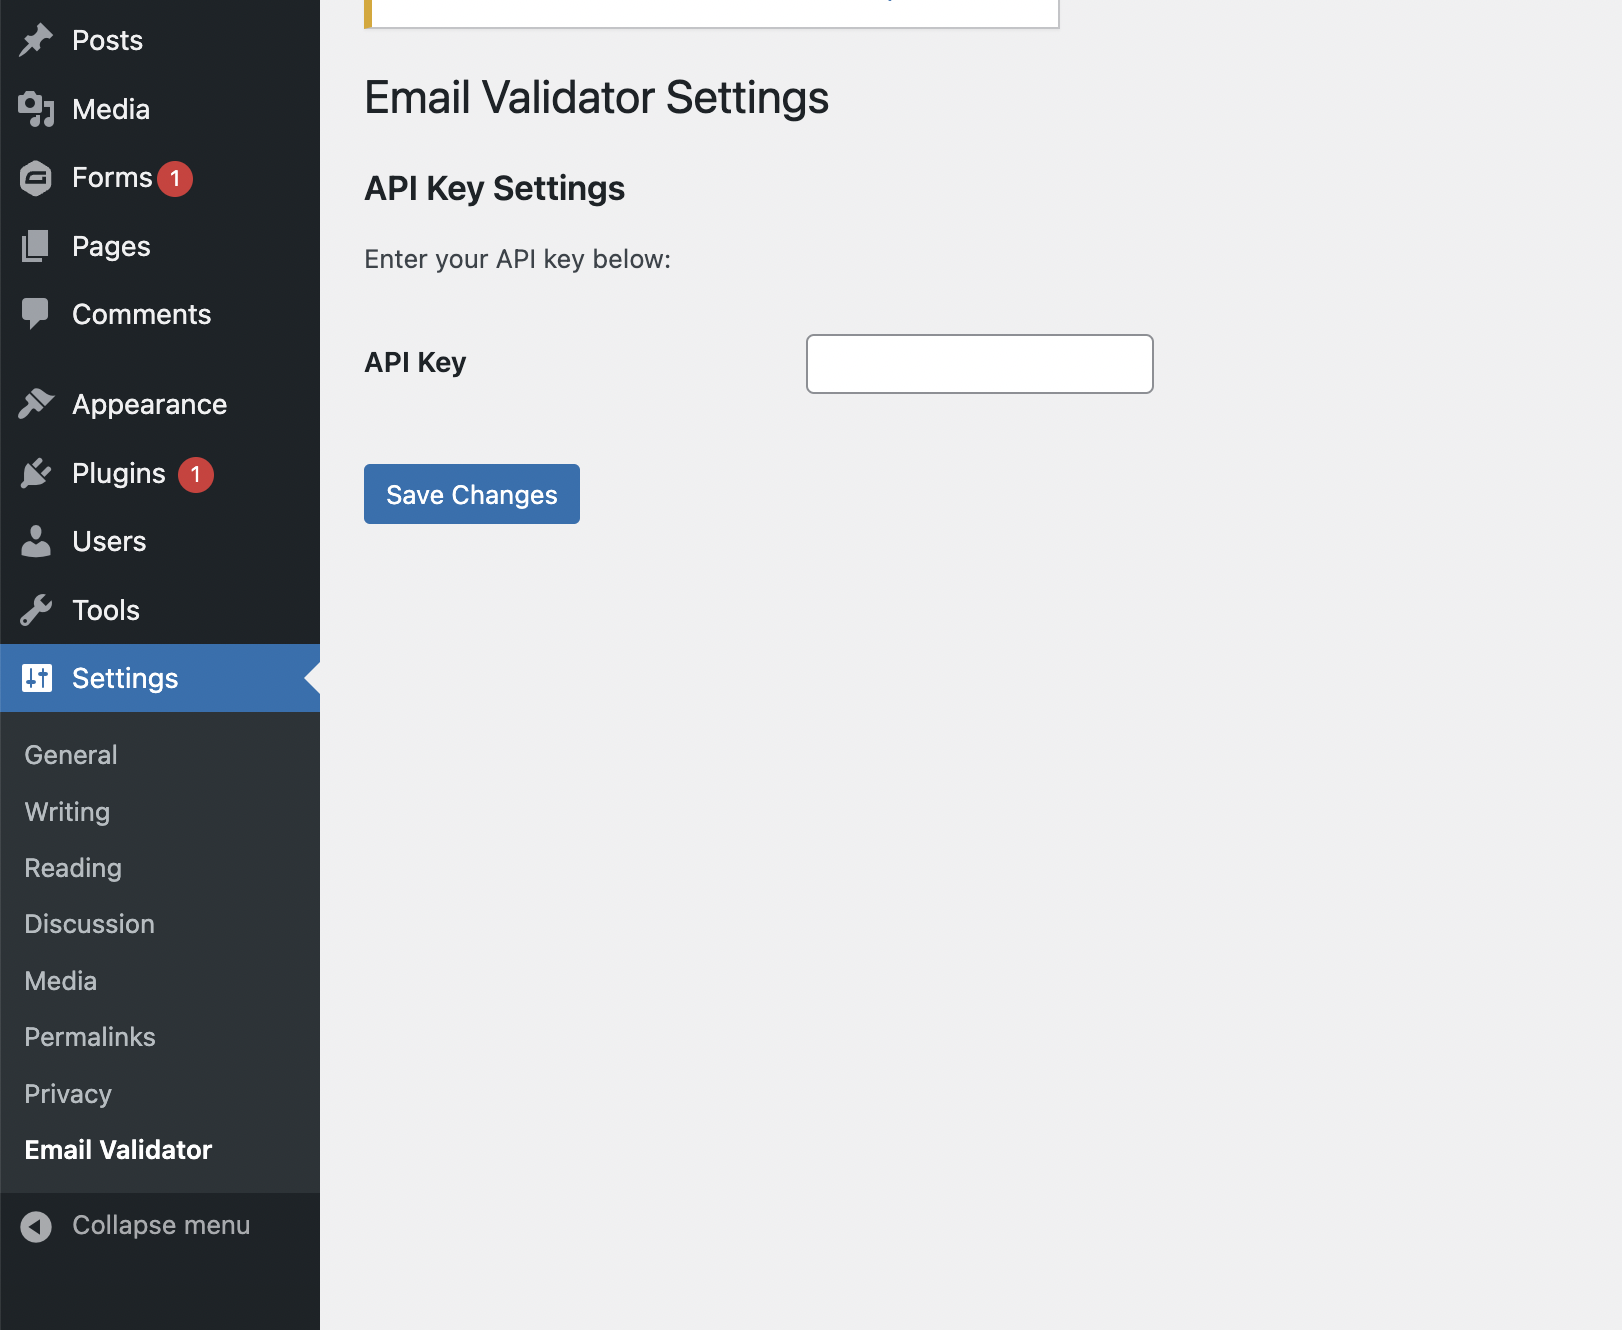 Posts
Media
Forms 1
Pages
Comments
Appearance
Plugins 1
Users
Tools
Settings
General
Writing
Reading
Discussion
Media
Permalinks
Privacy
Email Validator
Collapse menu
Email Validator Settings
API Key Settings
Enter your API key below:
API Key
Save Changes